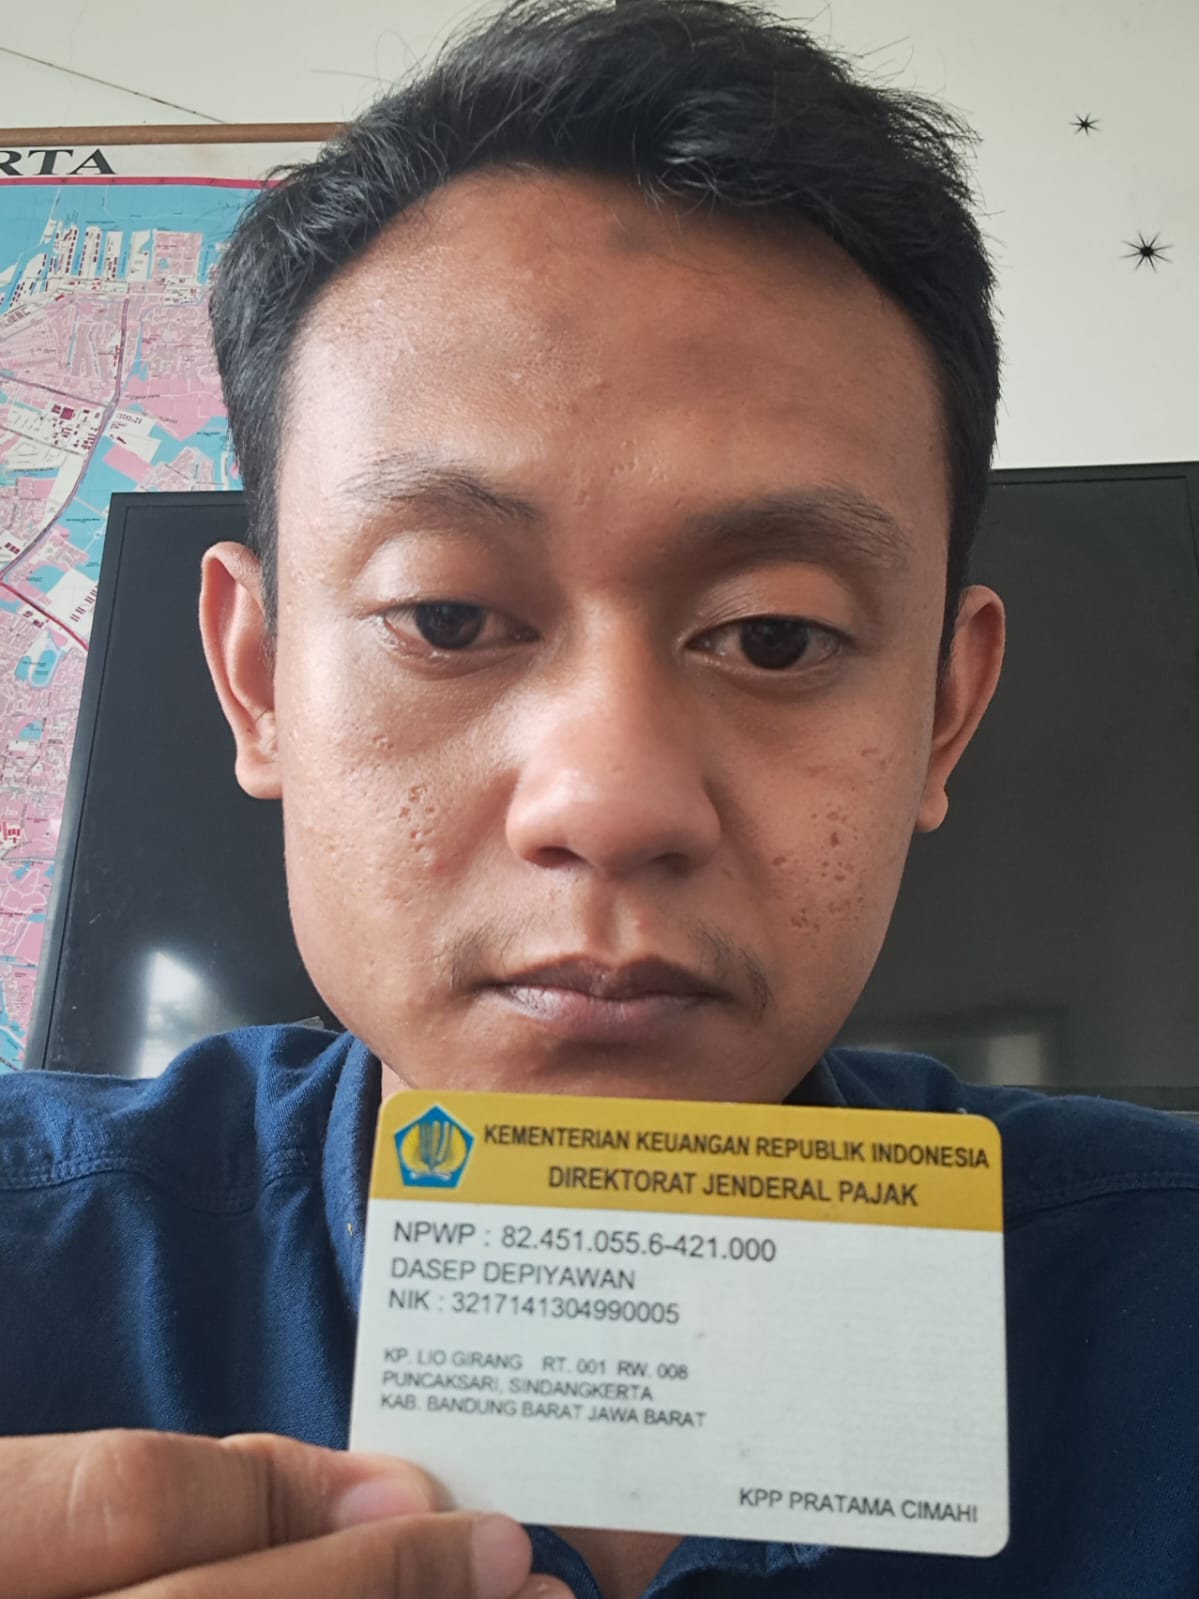 RTA
KEMENTERIAN KEUANGAN REPUBLIK INDONESIA
DIREKTORAT JENDERAL PAJAK
NPWP : 82.451.055.6-421.000
DASEP DEPIYAWAN
NIK : 3217141304990005
KP. LIO GIRANG RT. 001 RW. 008
PUNCAKSARI, SINDANGKERTA
KAB. BANDUNG BARAT JAWA BARAT
KPP PRATAMA CIMAHI